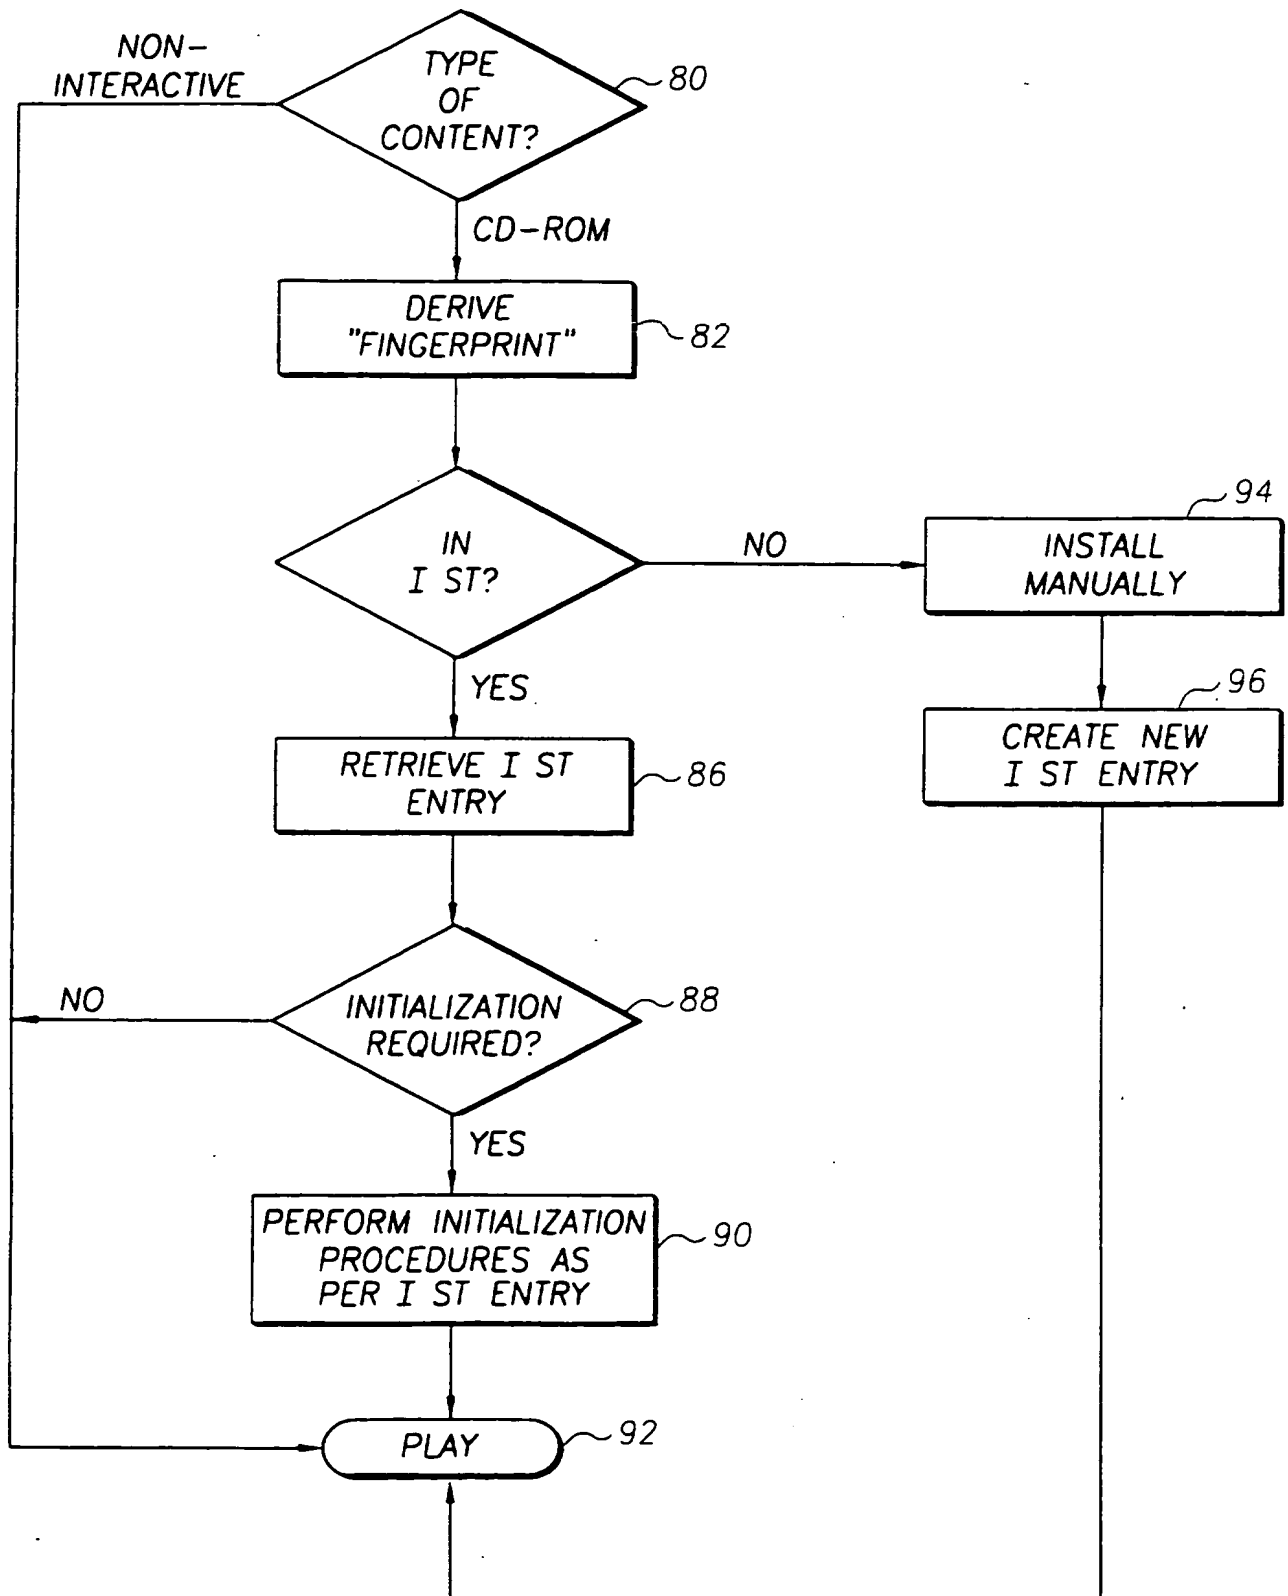 NON-
INTERACTIVE
TYPE
OF
CONTENT?
80
CD-ROM
DERIVE
"FINGERPRINT"
82
IN
I ST?
NO
94
INSTALL
MANUALLY
YES
96
CREATE NEW
I ST ENTRY
RETRIEVE I ST
ENTRY
86
NO
INITIALIZATION
REQUIRED?
88
YES
PERFORM INITIALIZATION
PROCEDURES AS
PER I ST ENTRY
90
PLAY
92